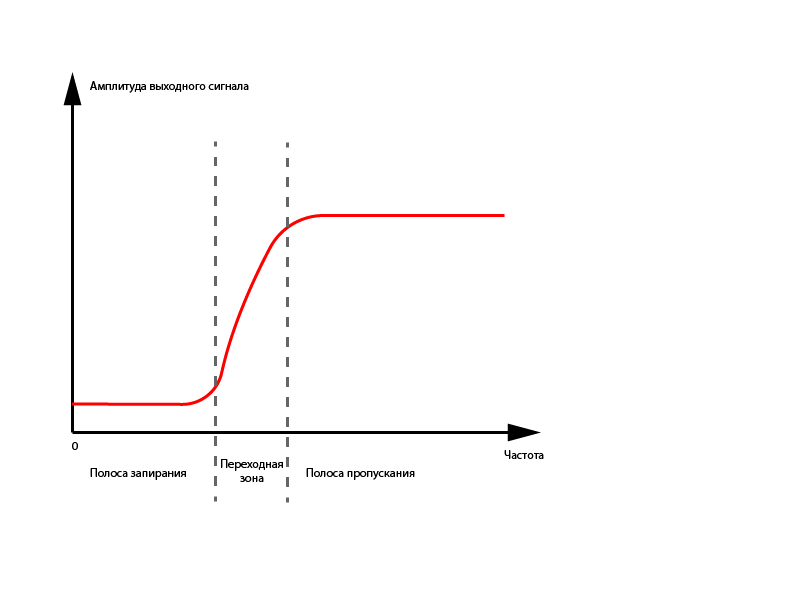 Амплитуда выходного сигнала
0
Частота
Полоса запирания
Переходная
зона
Полоса пропускания